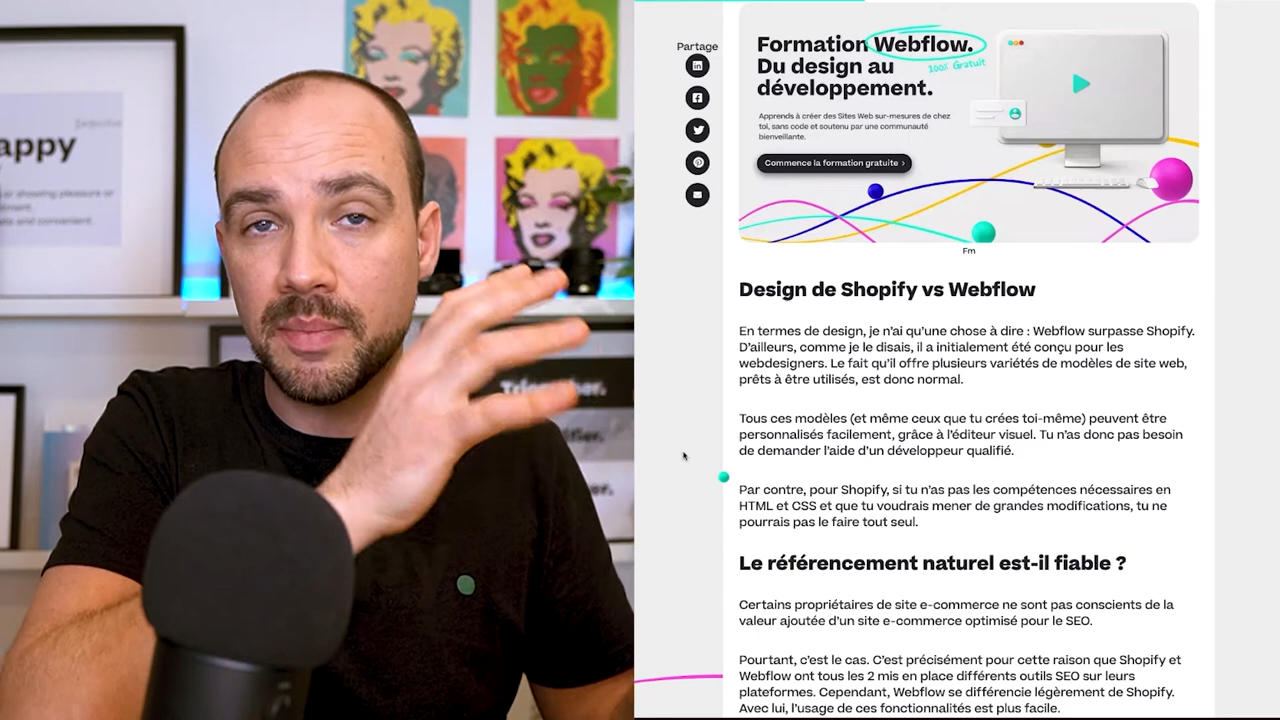 appy
or showing pleasure or
and convenient.
Partage
Formation Webflow.
100% Gratuit
Du design au
développement.
Apprends à créer des Sites Web sur-mesures de chez
toi, sans code et soutenu par une communauté
bienveillante.
Commence la formation gratuite ›
Fm
Design de Shopify vs Webflow
En termes de design, je n’ai qu’une chose à dire : Webflow surpasse Shopify.
D’ailleurs, comme je le disais, il a initialement été conçu pour les
webdesigners. Le fait qu’il offre plusieurs variétés de modèles de site web,
prêts à être utilisés, est donc normal.
Tous ces modèles (et même ceux que tu crées toi-même) peuvent être
personnalisés facilement, grâce à l’éditeur visuel. Tu n’as donc pas besoin
de demander l’aide d’un développeur qualifié.
Par contre, pour Shopify, si tu n’as pas les compétences nécessaires en
HTML et CSS et que tu voudrais mener de grandes modifications, tu ne
pourrais pas le faire tout seul.
Le référencement naturel est-il fiable ?
Certains propriétaires de site e-commerce ne sont pas conscients de la
valeur ajoutée d’un site e-commerce optimisé pour le SEO.
Pourtant, c’est le cas. C’est précisément pour cette raison que Shopify et
Webflow ont tous les 2 mis en place différents outils SEO sur leurs
plateformes. Cependant, Webflow se différencie légèrement de Shopify.
Avec lui, l’usage de ces fonctionnalités est plus facile.